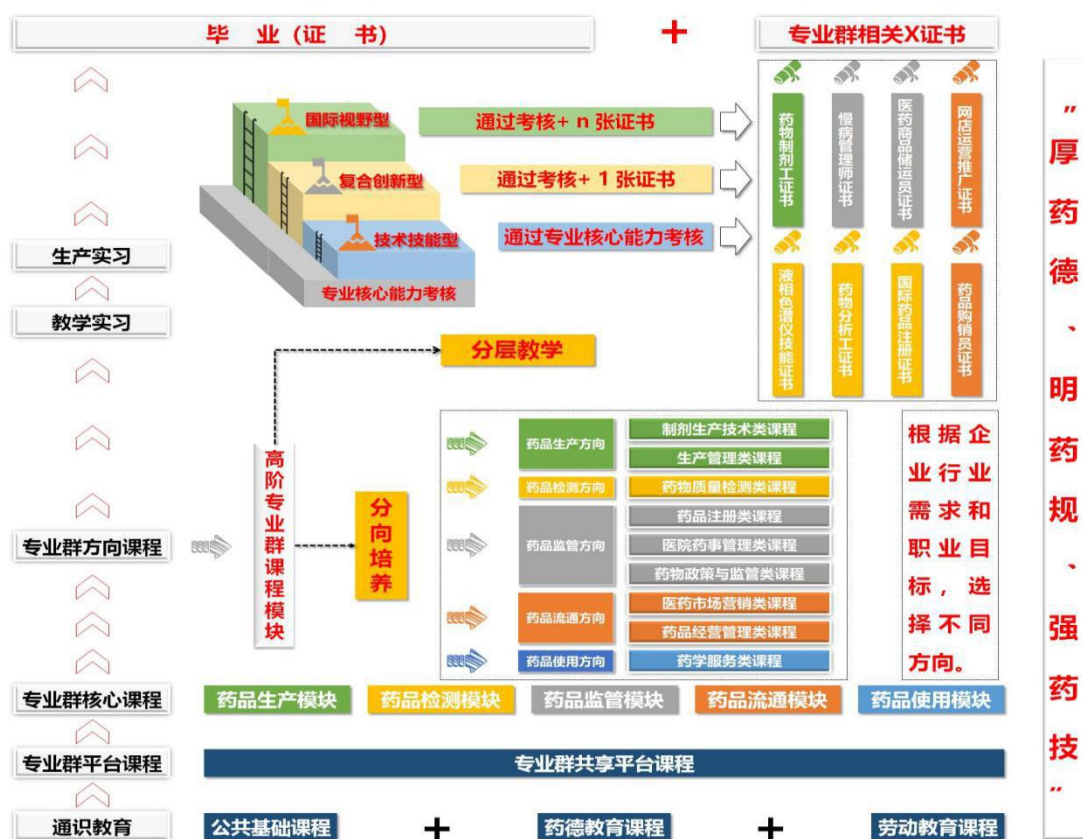 毕 业(证 书)
+
专业群相关X证书
国际视野型
复合创新型
技术技能型
专业核心能力考核
通过考核+ n 张证书
通过考核+ 1 张证书
通过专业核心能力考核
药物制剂工证书
慢病管理师证书
医药商品储运员证书
网店运营推广证书
液相色谱仪技能证书
药物分析工证书
国际药品注册证书
药品购销员证书
生产实习
教学实习
分层教学
高阶专业群课程模块
分向培养
药品生产方向
制剂生产技术类课程
生产管理类课程
药品检测方向
药物质量检测类课程
药品监管方向
药品注册类课程
医院药事管理类课程
药物政策与监管类课程
药品流通方向
医药市场营销类课程
药品经营管理类课程
药品使用方向
药学服务类课程
根据企
业行业
需求和
职业目
标，选
择不同
方向。
专业群方向课程
专业群核心课程
药品生产模块
药品检测模块
药品监管模块
药品流通模块
药品使用模块
专业群平台课程
专业群共享平台课程
通识教育
公共基础课程
+
药德教育课程
+
劳动教育课程
"厚药德、明药规、强药技"